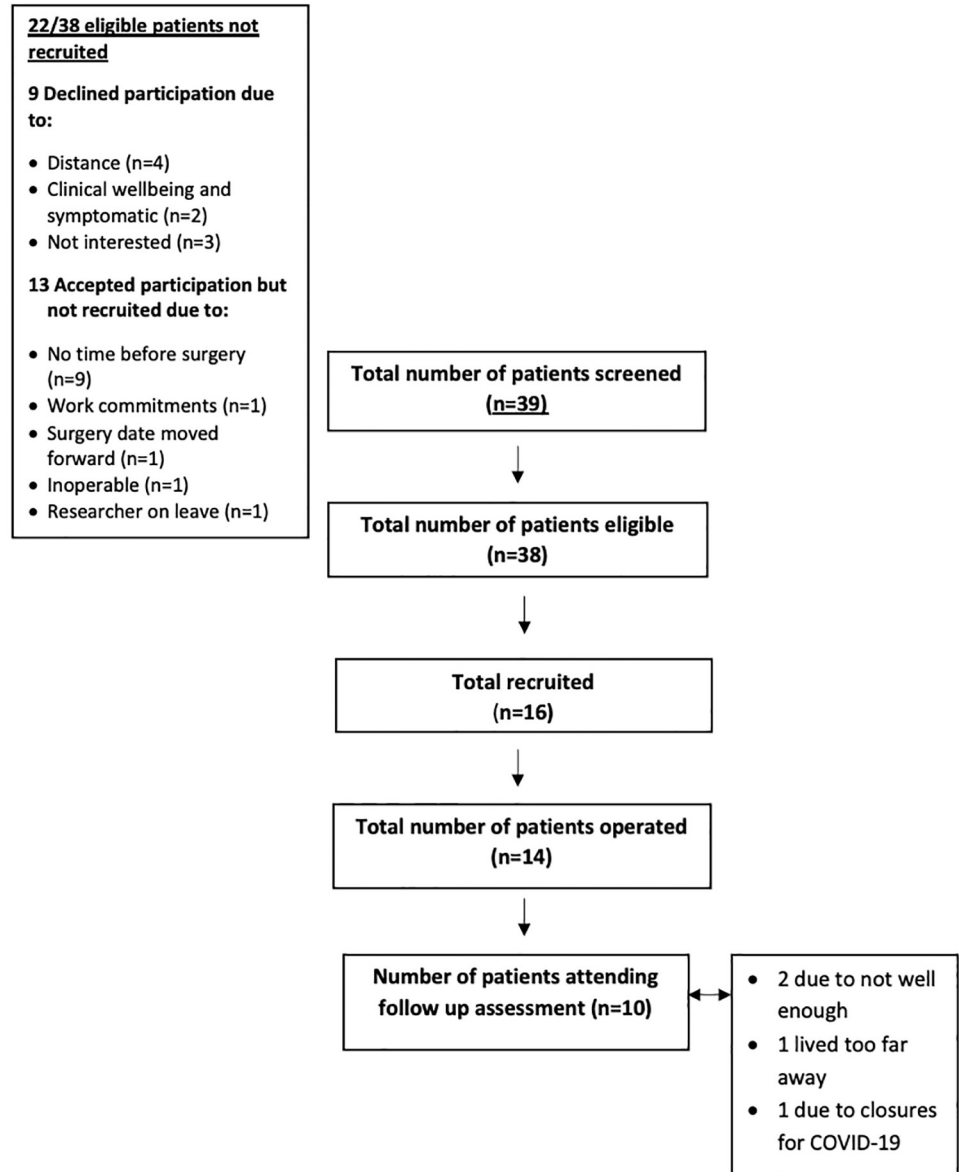 22/38 eligible patients not
recruited
9 Declined participation due
to:
• Distance (n=4)
• Clinical wellbeing and
symptomatic (n=2)
• Not interested (n=3)
13 Accepted participation but
not recruited due to:
• No time before surgery
(n=9)
• Work commitments (n=1)
• Surgery date moved
forward (n=1)
• Inoperable (n=1)
• Researcher on leave (n=1)
Total number of patients screened
(n=39)
Total number of patients eligible
(n=38)
Total recruited
(n=16)
Total number of patients operated
(n=14)
Number of patients attending
follow up assessment (n=10)
• 2 due to not well
enough
• 1 lived too far
away
• 1 due to closures
for COVID-19